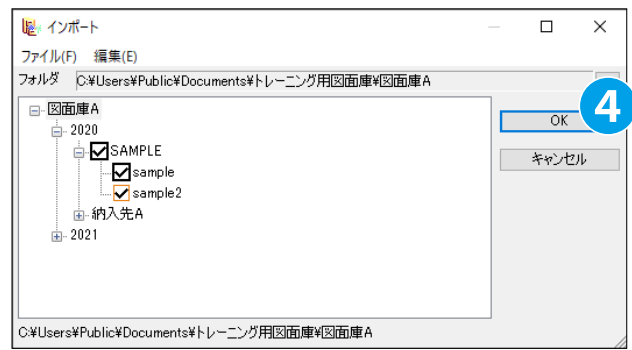 インポート
ファイル(F) 編集(E)
フォルダ C:¥Users¥Public¥Documents¥トレーニング用図面庫¥図面庫A
図面庫A
2020
SAMPLE
sample
sample2
納入先A
2021
OK
4
キャンセル
C:¥Users¥Public¥Documents¥トレーニング用図面庫¥図面庫A